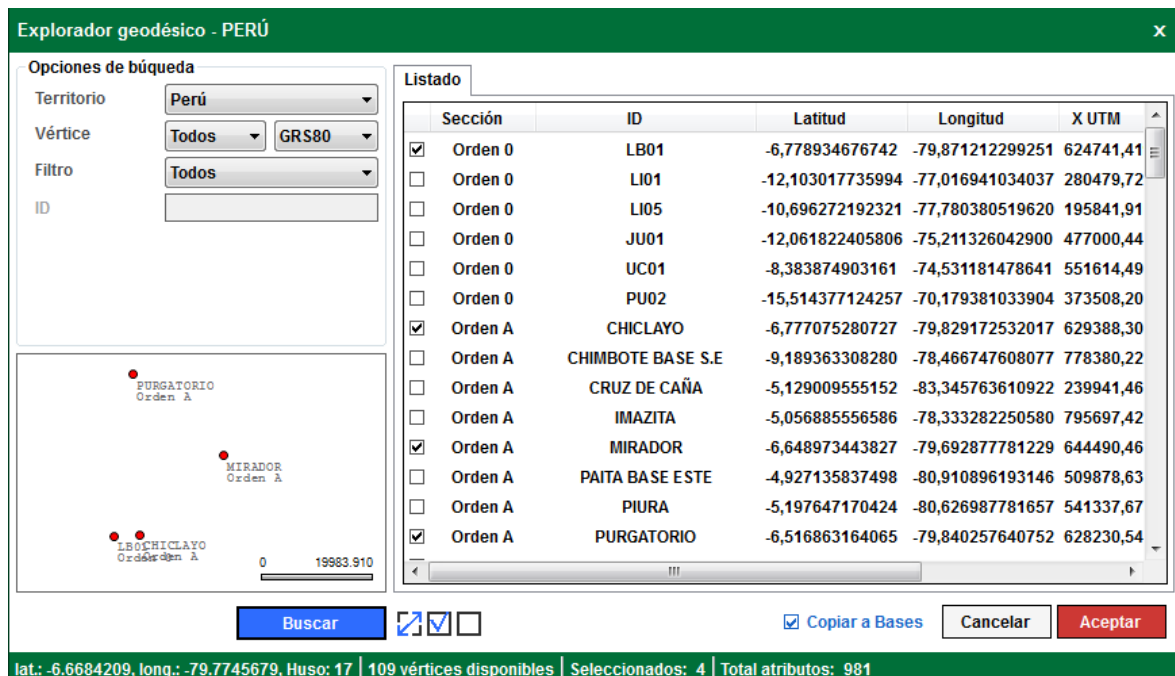 Explorador geodésico - PERÚ x
Opciones de búqueda
Territorio Perú
Vértice Todos GRS80
Filtro Todos
ID
PURGATORIO
Orden A
MIRADOR
Orden A
LB01 CHICLAYO
Orden 0 Orden A
0 19983.910
Listado
Sección ID Latitud Longitud X UTM
Orden 0 LB01 -6,778934676742 -79,871212299251 624741,41
Orden 0 LI01 -12,103017735994 -77,016941034037 280479,72
Orden 0 LI05 -10,696272192321 -77,780380519620 195841,91
Orden 0 JU01 -12,061822405806 -75,211326042900 477000,44
Orden 0 UC01 -8,383874903161 -74,531181478641 551614,49
Orden 0 PU02 -15,514377124257 -70,179381033904 373508,20
Orden A CHICLAYO -6,777075280727 -79,829172532017 629388,30
Orden A CHIMBOTE BASE S.E -9,189363308280 -78,466747608077 778380,22
Orden A CRUZ DE CAÑA -5,129009555152 -83,345763610922 239941,46
Orden A IMAZITA -5,056885556586 -78,333282250580 795697,42
Orden A MIRADOR -6,648973443827 -79,692877781229 644490,46
Orden A PAITA BASE ESTE -4,927135837498 -80,910896193146 509878,63
Orden A PIURA -5,197647170424 -80,626987781657 541337,67
Orden A PURGATORIO -6,516863164065 -79,840257640752 628230,54
Buscar Copiar a Bases Cancelar Aceptar
lat.: -6.6684209, long.: -79.7745679, Huso: 17 | 109 vértices disponibles | Seleccionados: 4 | Total atributos: 981